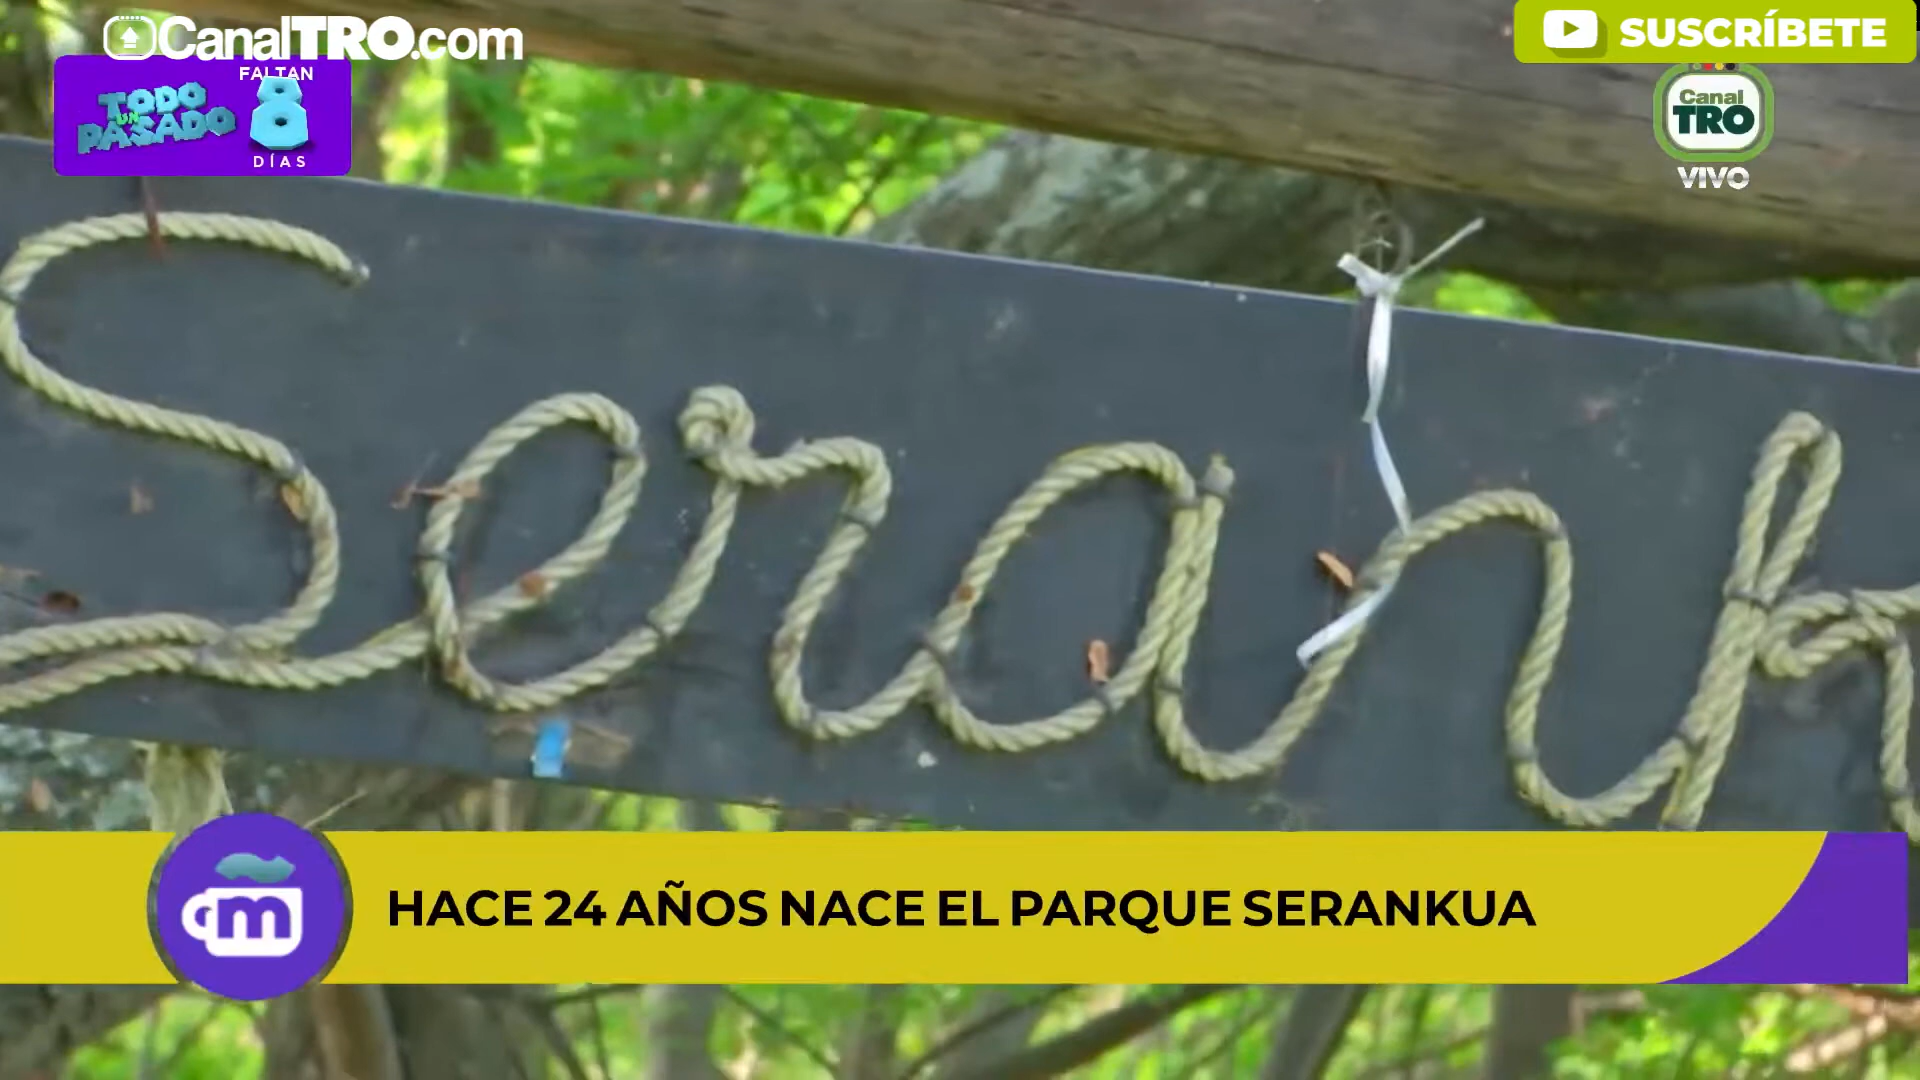 CanalTRO.com
SUSCRÍBETE
TODO UN PASADO
FALTAN
8
DÍAS
Canal
TRO
VIVO
Serank
m
HACE 24 AÑOS NACE EL PARQUE SERANKUA